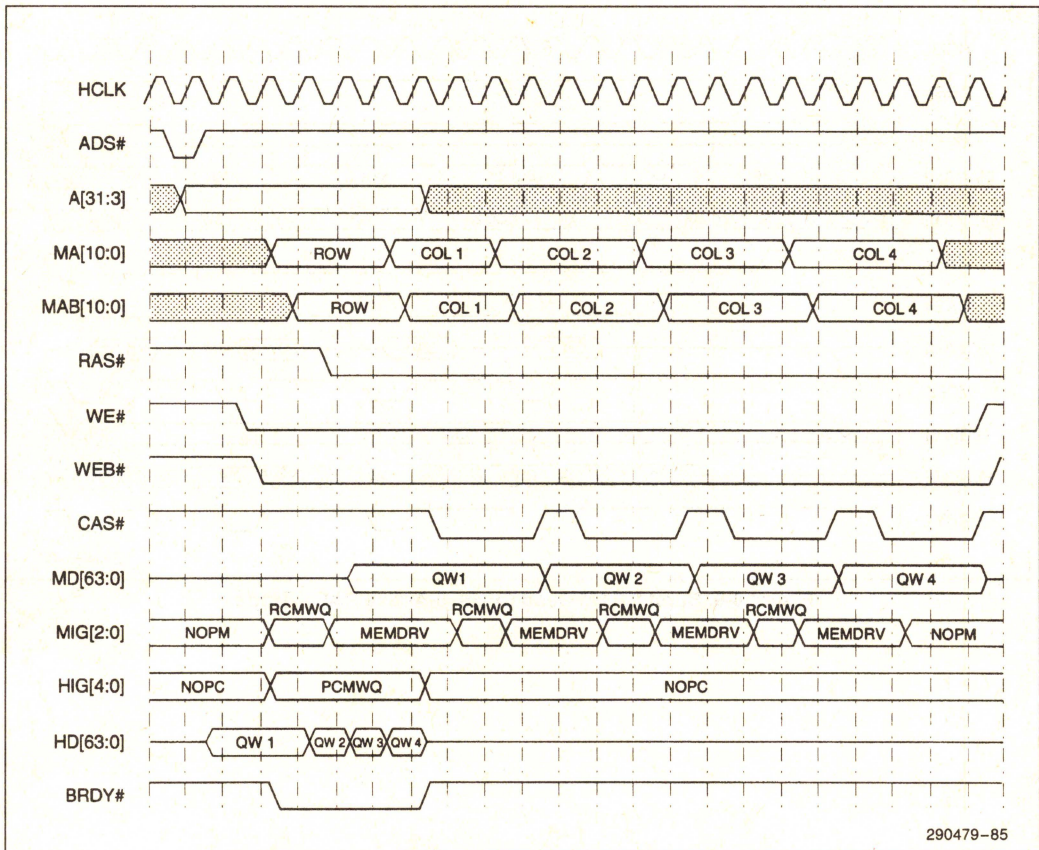 HCLK
ADS#
A[31:3]
MA[10:0] ROW COL 1 COL 2 COL 3 COL 4
MAB[10:0] ROW COL 1 COL 2 COL 3 COL 4
RAS#
WE#
WEB#
CAS#
MD[63:0] QW1 QW 2 QW 3 QW 4
RCMWQ RCMWQ RCMWQ RCMWQ
MIG[2:0] NOPM MEMDRV MEMDRV MEMDRV MEMDRV NOPM
HIG[4:0] NOPC PCMWQ NOPC
HD[63:0] QW 1 QW 2 QW 3 QW 4
BRDY#
290479–85